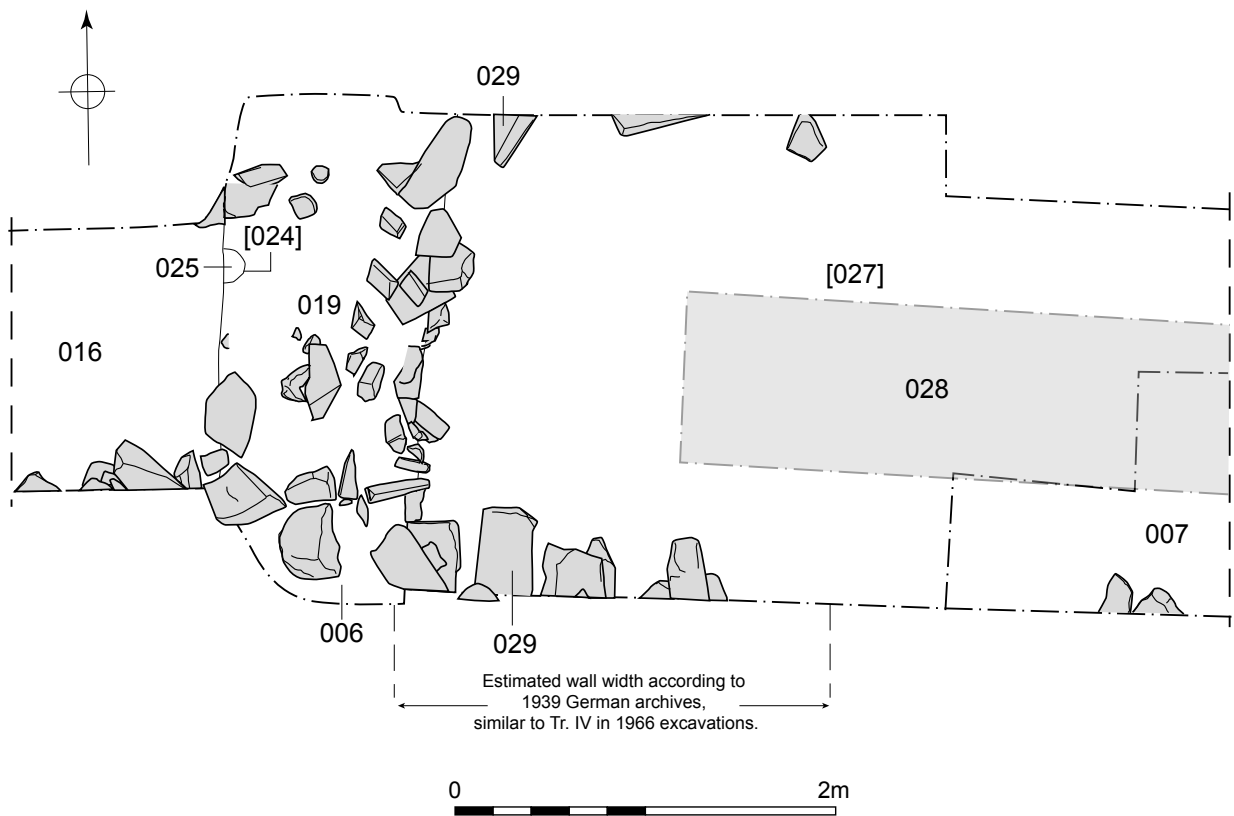 029
[024]
025
[027]
019
016
028
007
006
029
Estimated wall width according to
1939 German archives,
similar to Tr. IV in 1966 excavations.
0 2m